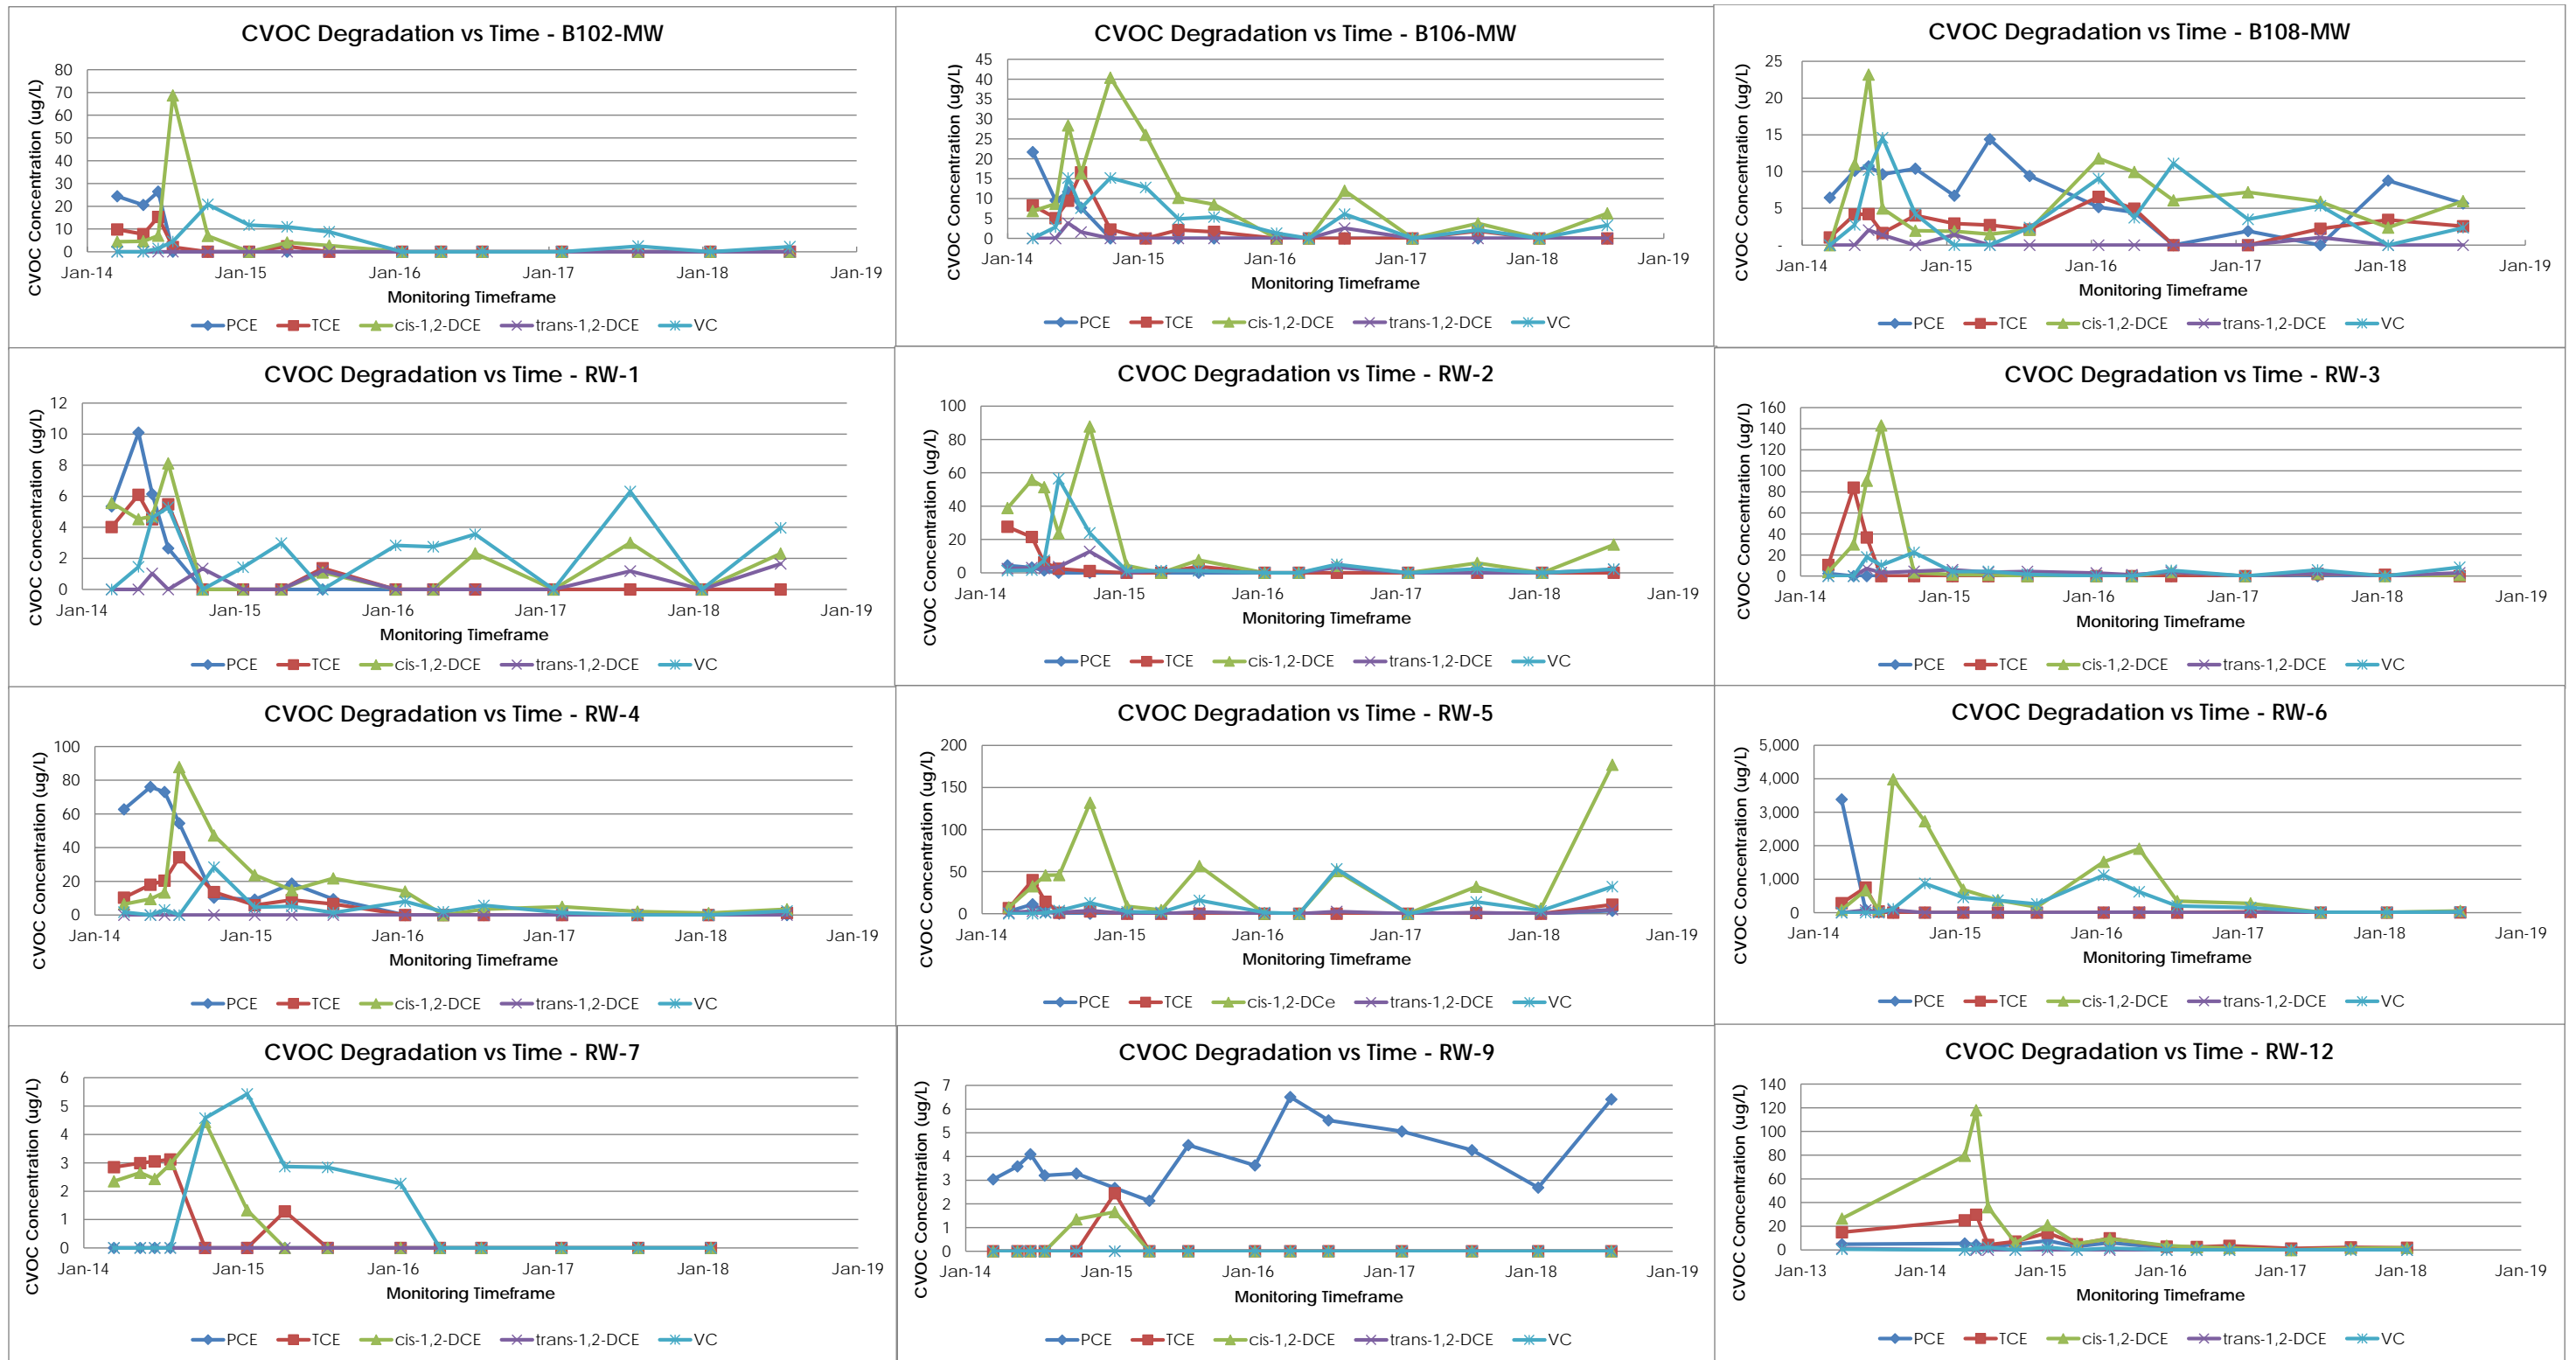 CVOC Degradation vs Time - B102-MW
CVOC Concentration (ug/L)
80
70
60
50
40
30
20
10
0
Jan-14 Jan-15 Jan-16 Jan-17 Jan-18 Jan-19
Monitoring Timeframe
PCE TCE cis-1,2-DCE trans-1,2-DCE VC
CVOC Degradation vs Time - B106-MW
CVOC Concentration (ug/L)
45
40
35
30
25
20
15
10
5
0
Jan-14 Jan-15 Jan-16 Jan-17 Jan-18 Jan-19
Monitoring Timeframe
PCE TCE cis-1,2-DCE trans-1,2-DCE VC
CVOC Degradation vs Time - B108-MW
CVOC Concentration (ug/L)
25
20
15
10
5
-
Jan-14 Jan-15 Jan-16 Jan-17 Jan-18 Jan-19
Monitoring Timeframe
PCE TCE cis-1,2-DCE trans-1,2-DCE VC
CVOC Degradation vs Time - RW-1
CVOC Concentration (ug/L)
12
10
8
6
4
2
0
Jan-14 Jan-15 Jan-16 Jan-17 Jan-18 Jan-19
Monitoring Timeframe
PCE TCE cis-1,2-DCE trans-1,2-DCE VC
CVOC Degradation vs Time - RW-2
CVOC Concentration (ug/L)
100
80
60
40
20
0
Jan-14 Jan-15 Jan-16 Jan-17 Jan-18 Jan-19
Monitoring Timeframe
PCE TCE cis-1,2-DCE trans-1,2-DCE VC
CVOC Degradation vs Time - RW-3
CVOC Concentration (ug/L)
160
140
120
100
80
60
40
20
0
Jan-14 Jan-15 Jan-16 Jan-17 Jan-18 Jan-19
Monitoring Timeframe
PCE TCE cis-1,2-DCE trans-1,2-DCE VC
CVOC Degradation vs Time - RW-4
CVOC Concentration (ug/L)
100
80
60
40
20
0
Jan-14 Jan-15 Jan-16 Jan-17 Jan-18 Jan-19
Monitoring Timeframe
PCE TCE cis-1,2-DCE trans-1,2-DCE VC
CVOC Degradation vs Time - RW-5
CVOC Concentration (ug/L)
200
150
100
50
0
Jan-14 Jan-15 Jan-16 Jan-17 Jan-18 Jan-19
Monitoring Timeframe
PCE TCE cis-1,2-DCe trans-1,2-DCE VC
CVOC Degradation vs Time - RW-6
CVOC Concentration (ug/L)
5,000
4,000
3,000
2,000
1,000
0
Jan-14 Jan-15 Jan-16 Jan-17 Jan-18 Jan-19
Monitoring Timeframe
PCE TCE cis-1,2-DCE trans-1,2-DCE VC
CVOC Degradation vs Time - RW-7
CVOC Concentration (ug/L)
6
5
4
3
2
1
0
Jan-14 Jan-15 Jan-16 Jan-17 Jan-18 Jan-19
Monitoring Timeframe
PCE TCE cis-1,2-DCE trans-1,2-DCE VC
CVOC Degradation vs Time - RW-9
CVOC Concentration (ug/L)
7
6
5
4
3
2
1
0
Jan-14 Jan-15 Jan-16 Jan-17 Jan-18 Jan-19
Monitoring Timeframe
PCE TCE cis-1,2-DCE trans-1,2-DCE VC
CVOC Degradation vs Time - RW-12
CVOC Concentration (ug/L)
140
120
100
80
60
40
20
0
Jan-13 Jan-14 Jan-15 Jan-16 Jan-17 Jan-18 Jan-19
Monitoring Timeframe
PCE TCE cis-1,2-DCE trans-1,2-DCE VC